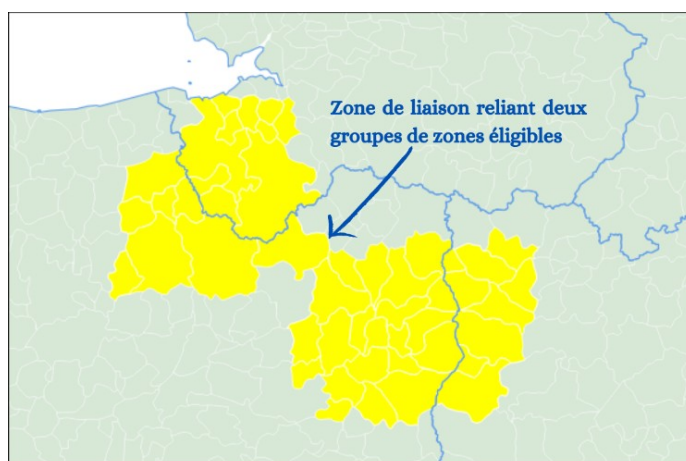 Zone de liaison reliant deux
groupes de zones éligibles